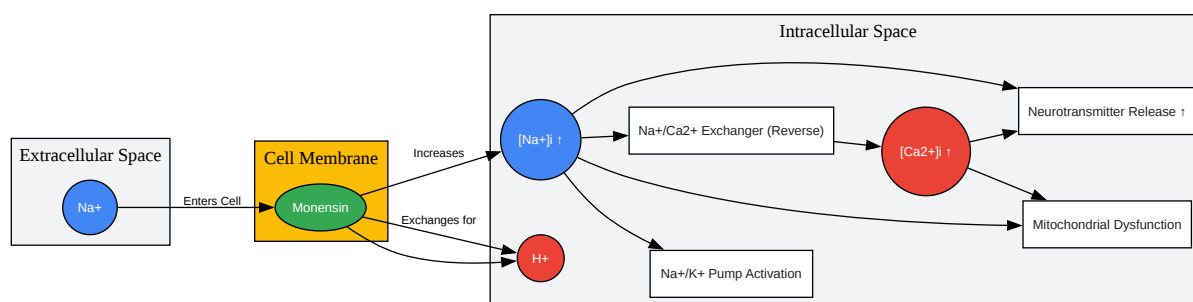 Extracellular Space
Na+
Enters Cell
Cell Membrane
Monensin
Increases
Exchanges for
Intracellular Space
[Na+]i ↑
H+
Na+/Ca2+ Exchanger (Reverse)
Na+/K+ Pump Activation
[Ca2+]i ↑
Neurotransmitter Release ↑
Mitochondrial Dysfunction